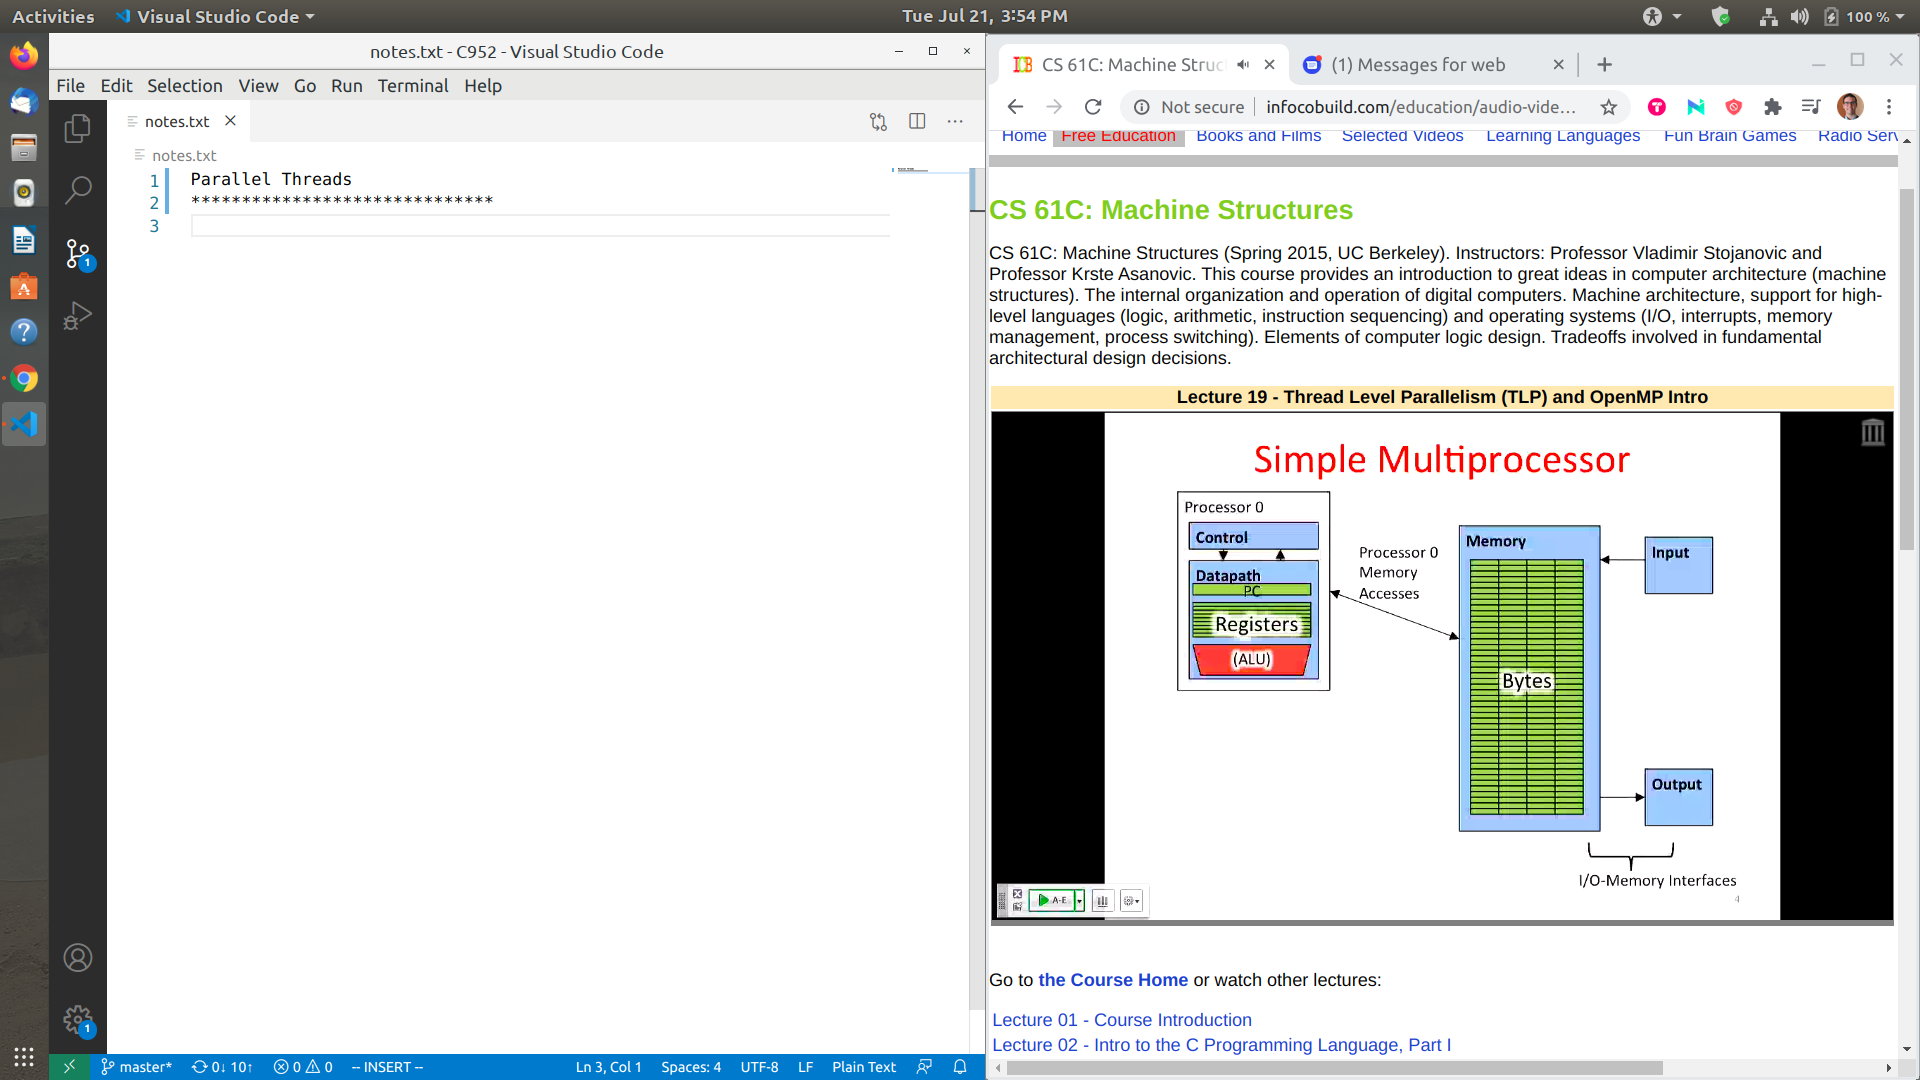 Activities
Visual Studio Code
Tue Jul 21, 3:54 PM
100 %
notes.txt - C952 - Visual Studio Code
File Edit Selection View Go Run Terminal Help
notes.txt
notes.txt
1 Parallel Threads
2 ******************************
3
1
1
master*
0↓ 10↑
0 0
-- INSERT --
Ln 3, Col 1
Spaces: 4
UTF-8
LF
Plain Text
CS 61C: Machine Struc
(1) Messages for web
Not secure
infocobuild.com/education/audio-vide...
Home Free Education Books and Films Selected Videos Learning Languages Fun Brain Games Radio Serv
CS 61C: Machine Structures
CS 61C: Machine Structures (Spring 2015, UC Berkeley). Instructors: Professor Vladimir Stojanovic and
Professor Krste Asanovic. This course provides an introduction to great ideas in computer architecture (machine
structures). The internal organization and operation of digital computers. Machine architecture, support for high-
level languages (logic, arithmetic, instruction sequencing) and operating systems (I/O, interrupts, memory
management, process switching). Elements of computer logic design. Tradeoffs involved in fundamental
architectural design decisions.
Lecture 19 - Thread Level Parallelism (TLP) and OpenMP Intro
Simple Multiprocessor
Processor 0
Control
Datapath
PC
Registers
(ALU)
Processor 0
Memory
Accesses
Memory
Bytes
Input
Output
I/O-Memory Interfaces
4
A-E
Go to the Course Home or watch other lectures:
Lecture 01 - Course Introduction
Lecture 02 - Intro to the C Programming Language, Part I